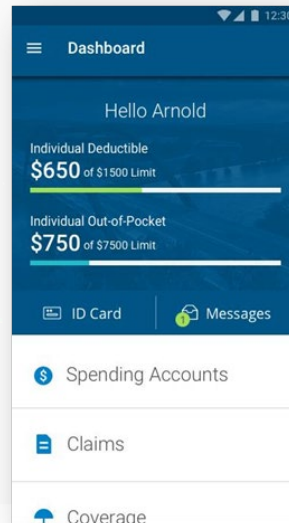 12:30
Dashboard
Hello Arnold
Individual Deductible
$650 of $1500 Limit
Individual Out-of-Pocket
$750 of $7500 Limit
ID Card
1 Messages
$ Spending Accounts
Claims
Coverage